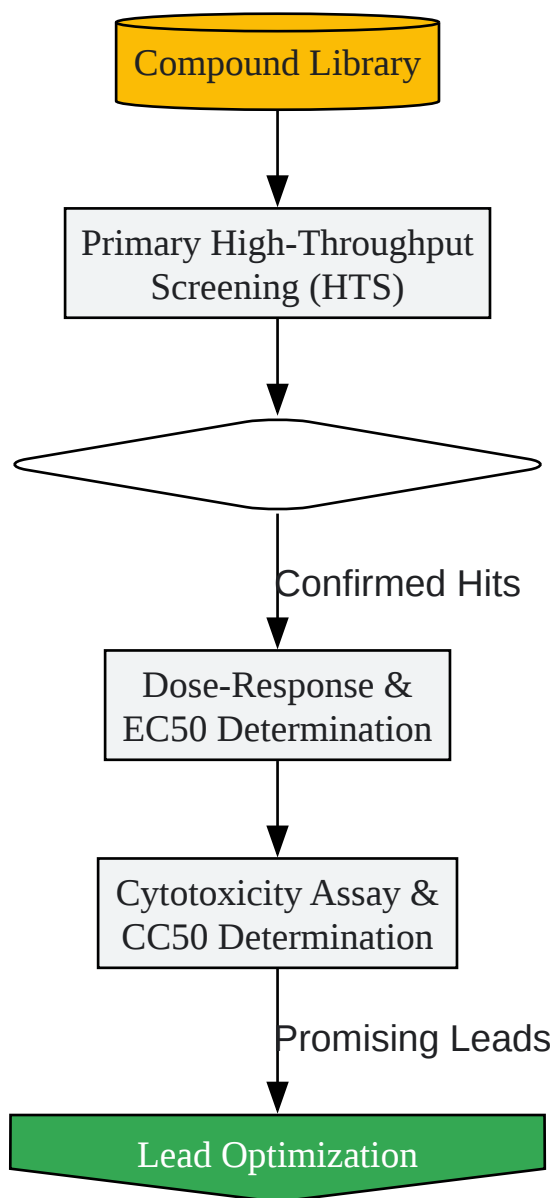 Compound Library
Primary High-Throughput
Screening (HTS)
Confirmed Hits
Dose-Response &
EC50 Determination
Cytotoxicity Assay &
CC50 Determination
Promising Leads
Lead Optimization